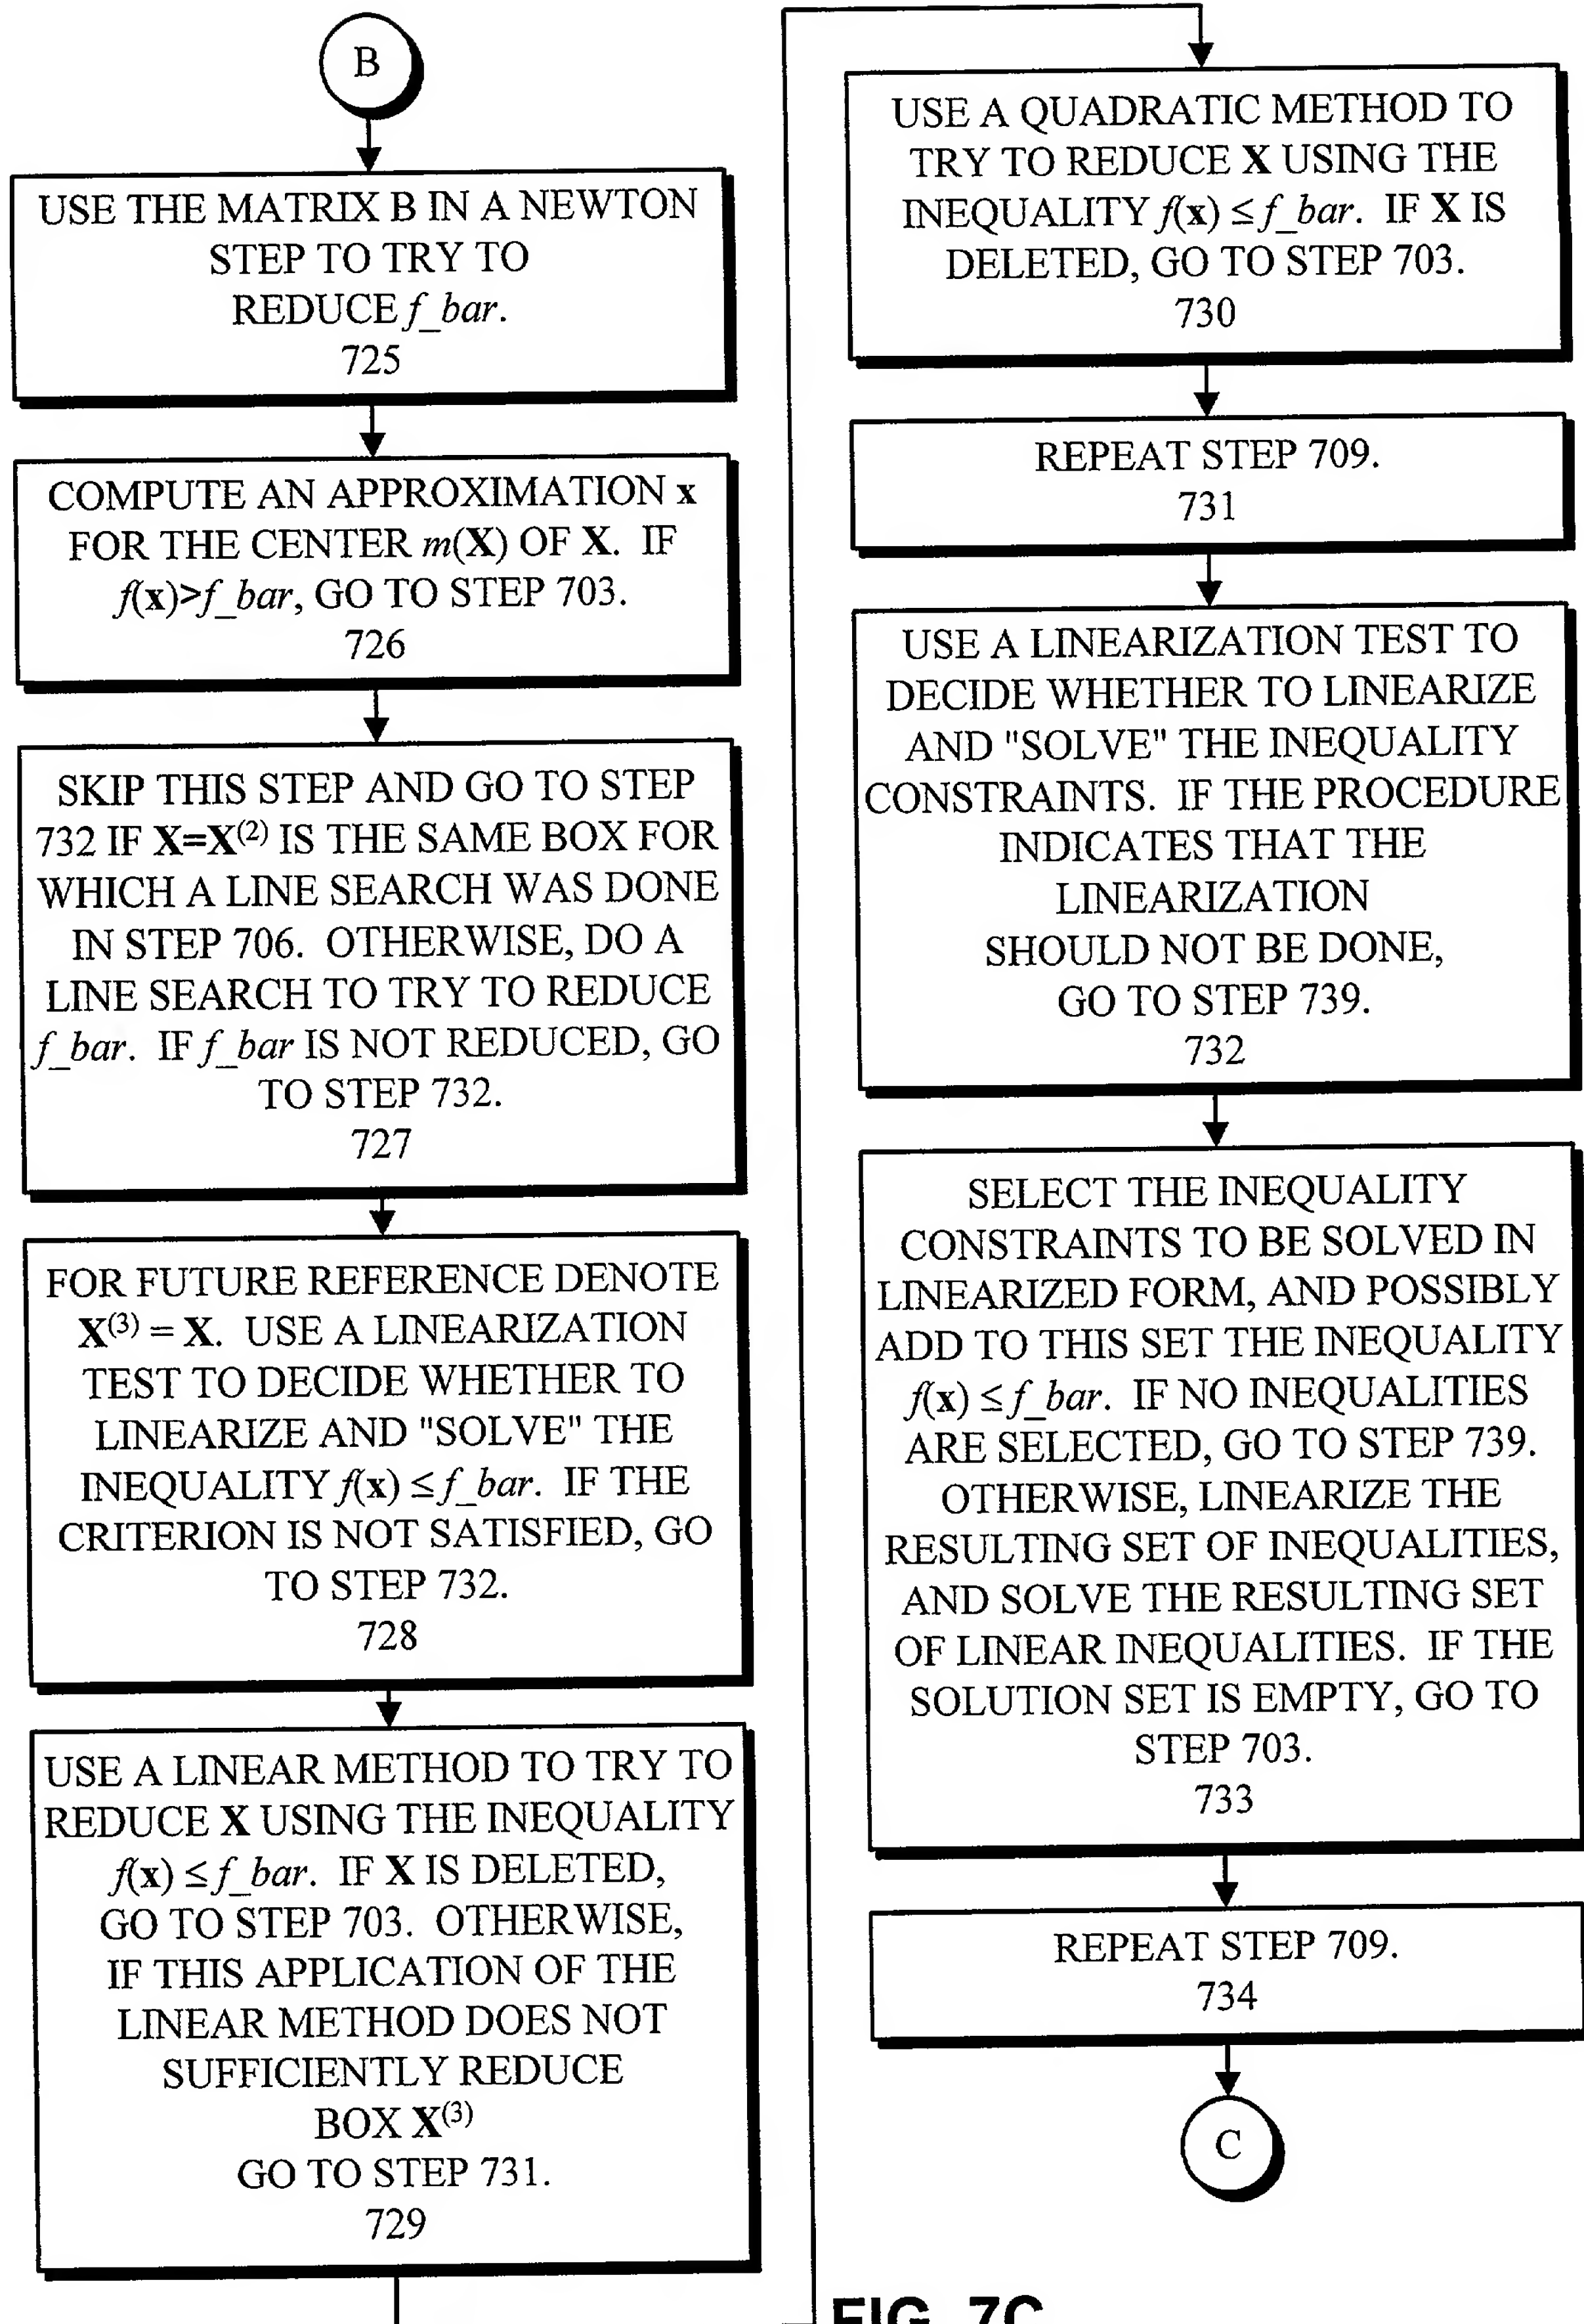 B
USE THE MATRIX B IN A NEWTON
STEP TO TRY TO
REDUCE f_bar.
725
COMPUTE AN APPROXIMATION x
FOR THE CENTER m(X) OF X. IF
f(x)>f_bar, GO TO STEP 703.
726
SKIP THIS STEP AND GO TO STEP
732 IF X=X(2) IS THE SAME BOX FOR
WHICH A LINE SEARCH WAS DONE
IN STEP 706. OTHERWISE, DO A
LINE SEARCH TO TRY TO REDUCE
f_bar. IF f_bar IS NOT REDUCED, GO
TO STEP 732.
727
FOR FUTURE REFERENCE DENOTE
X(3) = X. USE A LINEARIZATION
TEST TO DECIDE WHETHER TO
LINEARIZE AND "SOLVE" THE
INEQUALITY f(x) ≤ f_bar. IF THE
CRITERION IS NOT SATISFIED, GO
TO STEP 732.
728
USE A LINEAR METHOD TO TRY TO
REDUCE X USING THE INEQUALITY
f(x) ≤ f_bar. IF X IS DELETED,
GO TO STEP 703. OTHERWISE,
IF THIS APPLICATION OF THE
LINEAR METHOD DOES NOT
SUFFICIENTLY REDUCE
BOX X(3)
GO TO STEP 731.
729
USE A QUADRATIC METHOD TO
TRY TO REDUCE X USING THE
INEQUALITY f(x) ≤ f_bar. IF X IS
DELETED, GO TO STEP 703.
730
REPEAT STEP 709.
731
USE A LINEARIZATION TEST TO
DECIDE WHETHER TO LINEARIZE
AND "SOLVE" THE INEQUALITY
CONSTRAINTS. IF THE PROCEDURE
INDICATES THAT THE
LINEARIZATION
SHOULD NOT BE DONE,
GO TO STEP 739.
732
SELECT THE INEQUALITY
CONSTRAINTS TO BE SOLVED IN
LINEARIZED FORM, AND POSSIBLY
ADD TO THIS SET THE INEQUALITY
f(x) ≤ f_bar. IF NO INEQUALITIES
ARE SELECTED, GO TO STEP 739.
OTHERWISE, LINEARIZE THE
RESULTING SET OF INEQUALITIES,
AND SOLVE THE RESULTING SET
OF LINEAR INEQUALITIES. IF THE
SOLUTION SET IS EMPTY, GO TO
STEP 703.
733
REPEAT STEP 709.
734
C
FIG. 7C